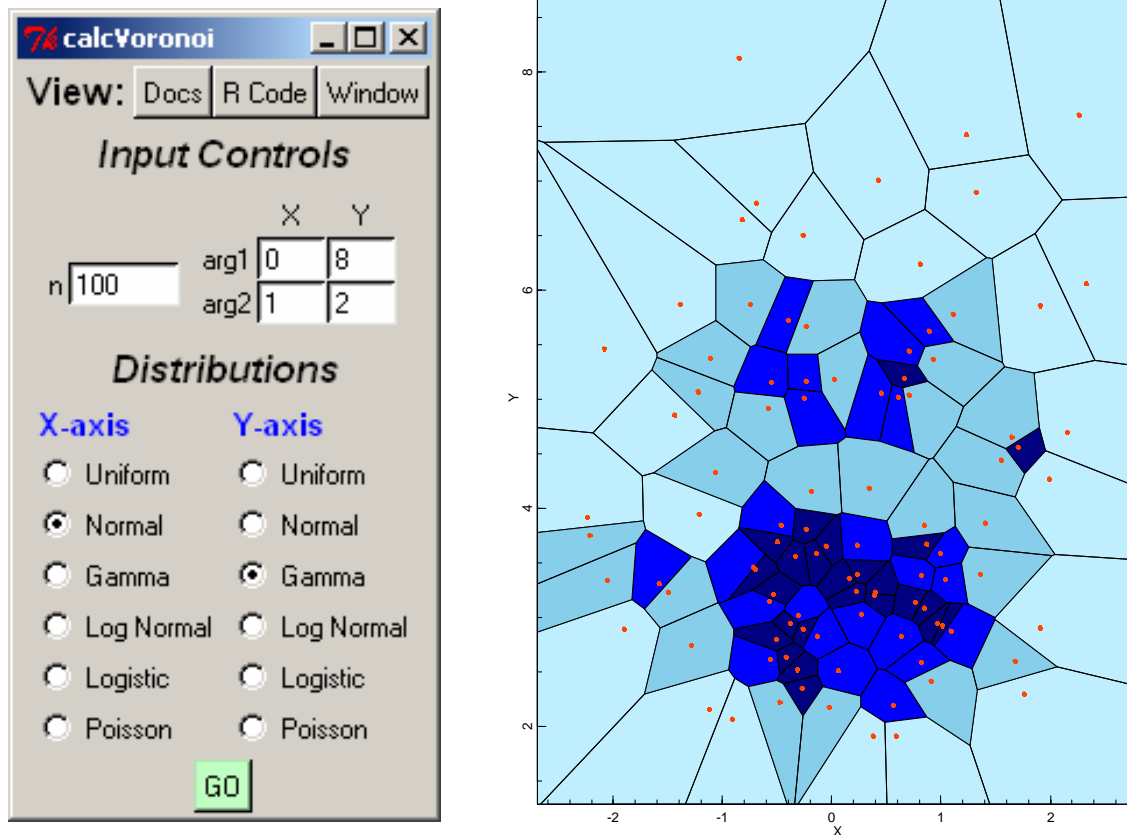 calcVoronoi
View: Docs R Code Window
Input Controls
X Y
n 100
arg1 0 8
arg2 1 2
Distributions
X-axis Y-axis
Uniform Uniform
Normal Normal
Gamma Gamma
Log Normal Log Normal
Logistic Logistic
Poisson Poisson
GO
8
6
Y
4
2
-2 -1 0 1 2
X